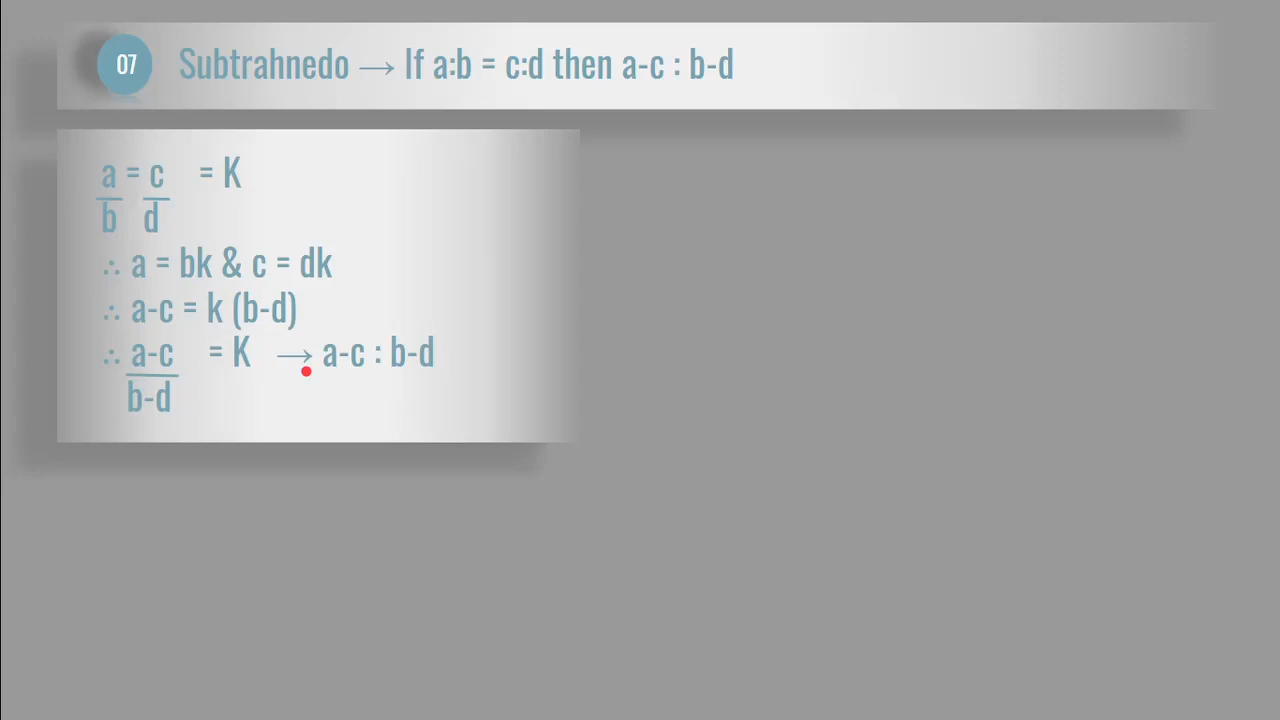 07 Subtrahnedo → If a:b = c:d then a-c : b-d
a = c = K
b d
∴ a = bk & c = dk
∴ a-c = k (b-d)
∴ a-c = K → a-c : b-d
b-d